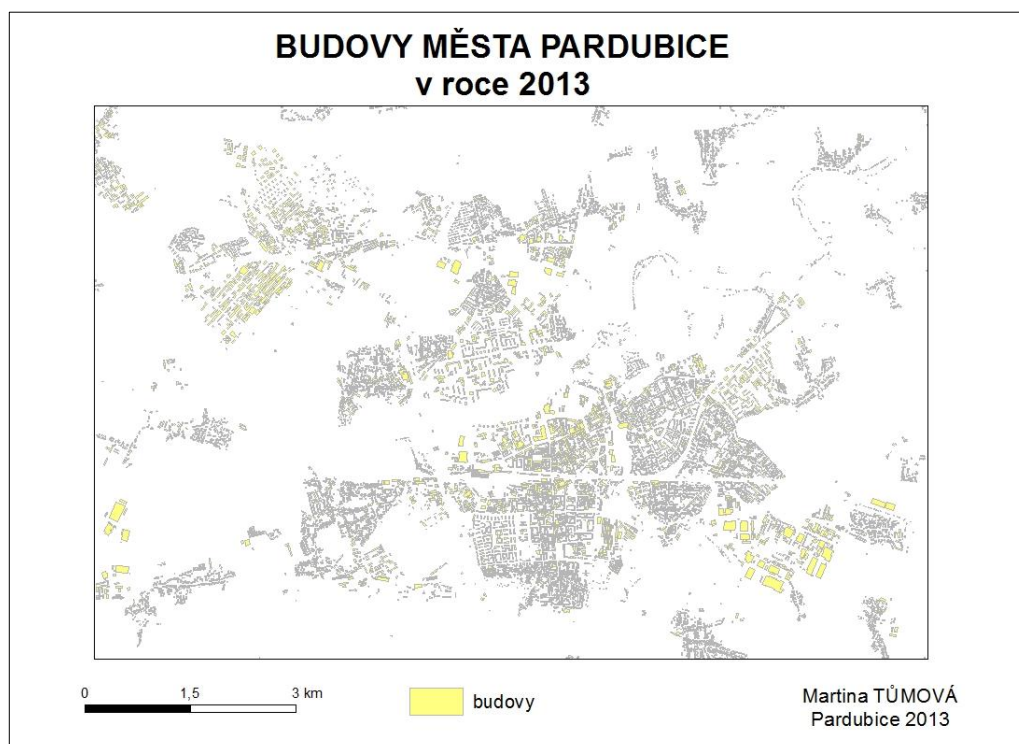 BUDOVY MĚSTA PARDUBICE
v roce 2013
0 1,5 3 km
budovy
Martina TŮMOVÁ
Pardubice 2013